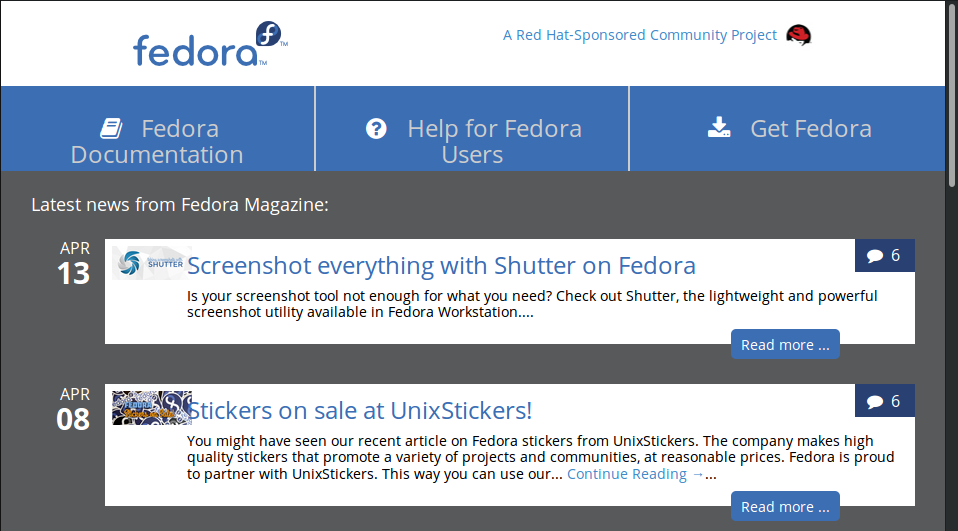 fedora
TM
TM
A Red Hat-Sponsored Community Project
Fedora
Documentation
Help for Fedora
Users
Get Fedora
Latest news from Fedora Magazine:
APR
13
SHUTTER
Screenshot everything with Shutter on Fedora
6
Is your screenshot tool not enough for what you need? Check out Shutter, the lightweight and powerful
screenshot utility available in Fedora Workstation....
Read more ...
APR
08
FEDORA
Stickers on sale at UnixStickers!
6
You might have seen our recent article on Fedora stickers from UnixStickers. The company makes high
quality stickers that promote a variety of projects and communities, at reasonable prices. Fedora is proud
to partner with UnixStickers. This way you can use our... Continue Reading →...
Read more ...